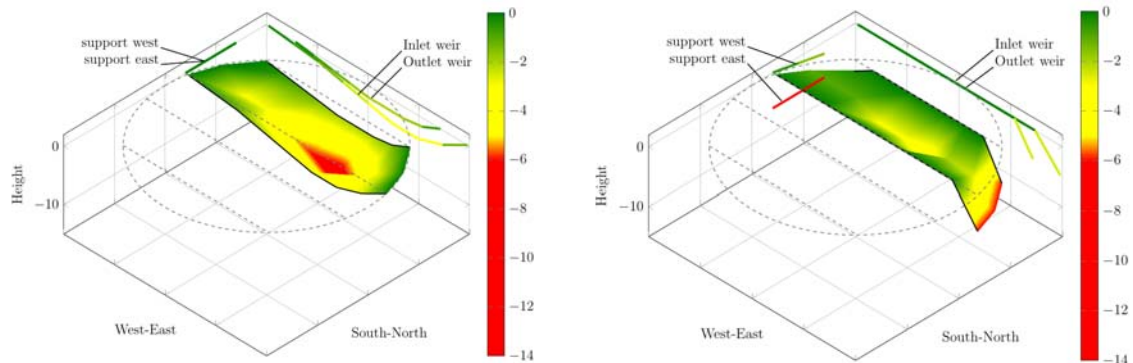 support west
support east
Inlet weir
Outlet weir
0
−10
Height
West-East
South-North
0
−2
−4
−6
−8
−10
−12
−14
support west
support east
Inlet weir
Outlet weir
0
−10
Height
West-East
South-North
0
−2
−4
−6
−8
−10
−12
−14